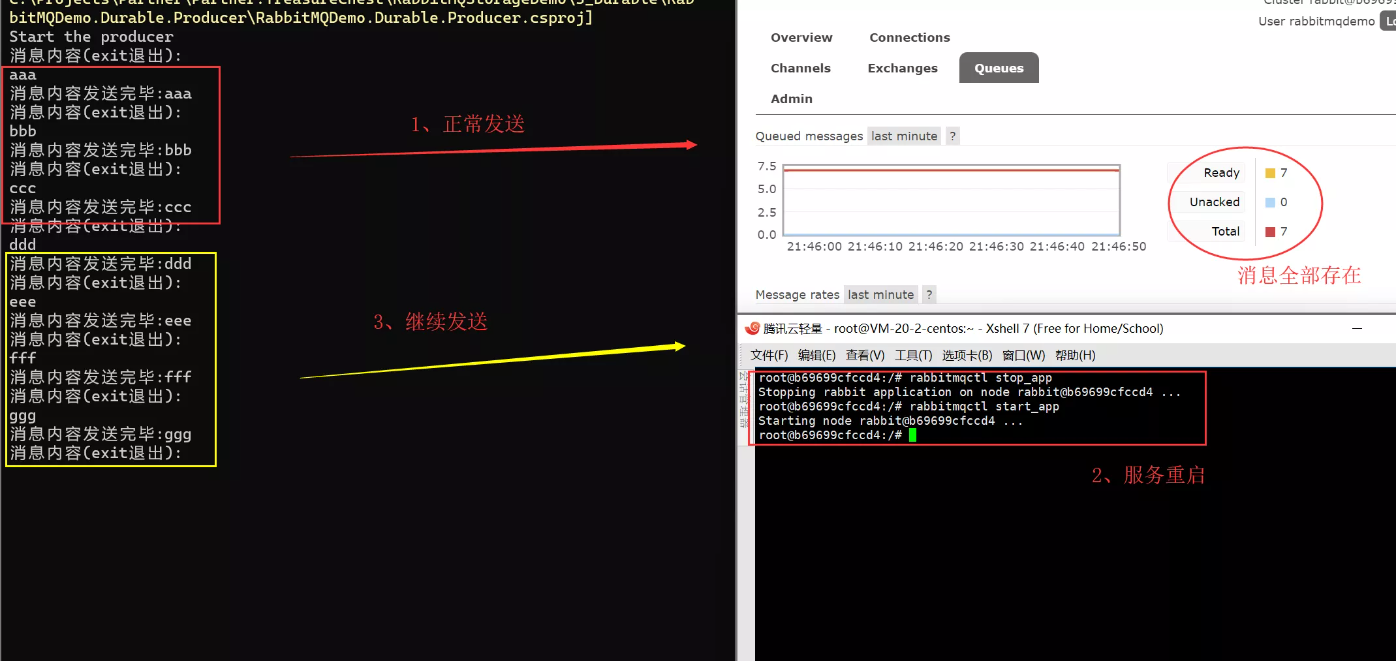 C:\Projects\Partner\Partner.TreasureChest\RabbitMQStorageDemo\3_Durable\Rab
bitMQDemo.Durable.Producer\RabbitMQDemo.Durable.Producer.csproj]
Start the producer
消息内容(exit退出):
aaa
消息内容发送完毕:aaa
消息内容(exit退出):
bbb
消息内容发送完毕:bbb
消息内容(exit退出):
ccc
消息内容发送完毕:ccc
消息内容(exit退出):
ddd
消息内容发送完毕:ddd
消息内容(exit退出):
eee
消息内容发送完毕:eee
消息内容(exit退出):
fff
消息内容发送完毕:fff
消息内容(exit退出):
ggg
消息内容发送完毕:ggg
消息内容(exit退出):
1、正常发送
3、继续发送
User rabbitmqdemo
Overview Connections
Channels Exchanges Queues
Admin
Queued messages last minute ?
7.5
5.0
2.5
0.0
21:46:00 21:46:10 21:46:20 21:46:30 21:46:40 21:46:50
Ready 7
Unacked 0
Total 7
消息全部存在
Message rates last minute ?
腾讯云轻量 - root@VM-20-2-centos:~ - Xshell 7 (Free for Home/School)
文件(F) 编辑(E) 查看(V) 工具(T) 选项卡(B) 窗口(W) 帮助(H)
root@b69699cfccd4:/# rabbitmqctl stop_app
Stopping rabbit application on node rabbit@b69699cfccd4 ...
root@b69699cfccd4:/# rabbitmqctl start_app
Starting node rabbit@b69699cfccd4 ...
root@b69699cfccd4:/#
2、服务重启